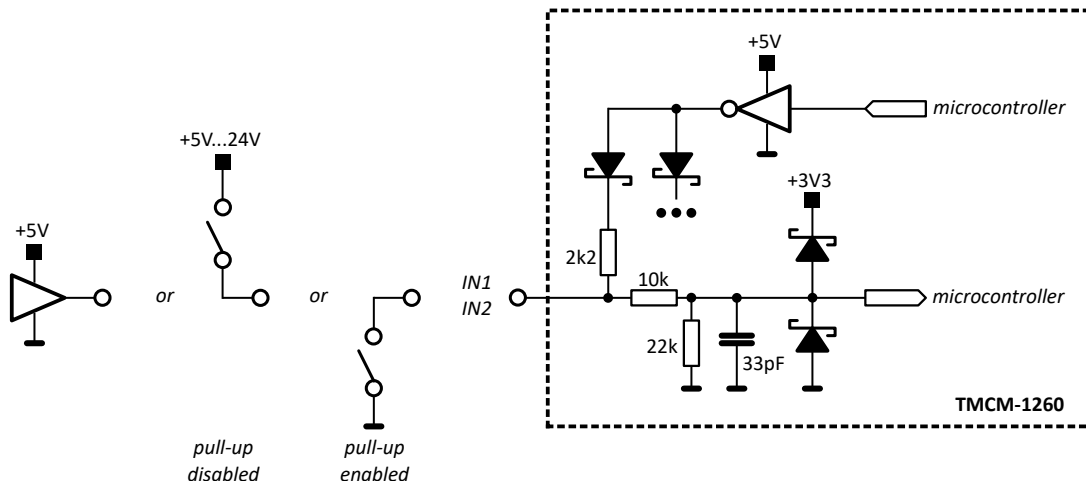 +5V
microcontroller
+5V...24V
+3V3
+5V
2k2
10k
or
or
IN1
IN2
microcontroller
22k
33pF
TMCM-1260
pull-up
disabled
pull-up
enabled